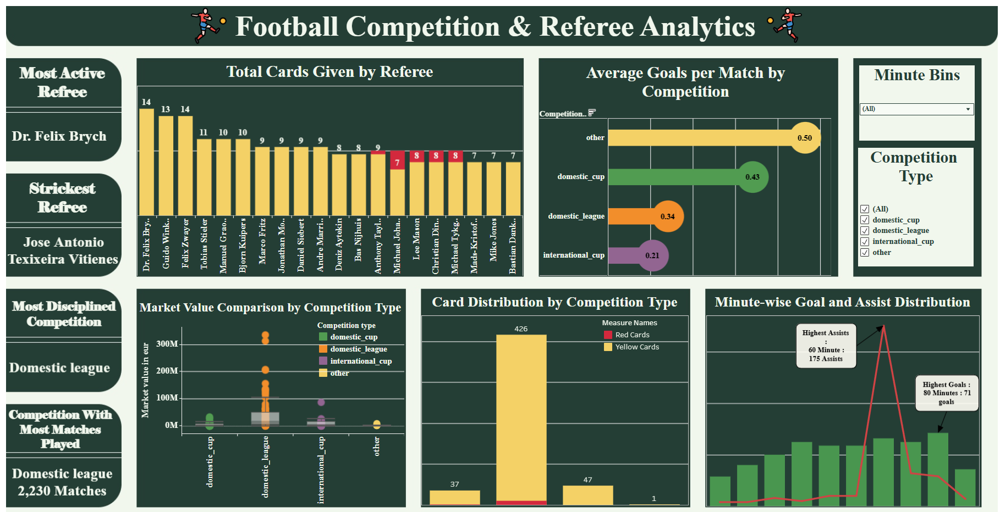 Football Competition & Referee Analytics
Most Active
Refree
Dr. Felix Brych
Strickest
Refree
Jose Antonio
Texixeira Vitienes
Most Disciplined
Competition
Domestic league
Competition With
Most Matches
Played
Domestic league
2,230 Matches
Total Cards Given by Referee
14
13
14
11
10
10
9
9
9
9
8
8
9
7
8
8
8
7
7
7
Dr. Felix Bry..
Guido Wink..
Felix Zwayer
Tobias Stieler
Manuel Grao..
Bjorn Kuipers
Marco Fritz
Jonathan Mo..
Daniel Siebert
Andre Marri..
Deniz Aytekin
Bas Nijhuis
Anthony Tayl..
Michael Joha..
Lee Mason
Christian Din..
Michael Tykg..
Mads-Kristof..
Mike Jones
Bastian Dank..
Average Goals per Match by
Competition
Competition..
other
0.50
domestic_cup
0.43
domestic_league
0.34
international_cup
0.21
Minute Bins
(All)
Competition
Type
(All)
domestic_cup
domestic_league
international_cup
other
Market Value Comparison by Competition Type
Competition type
domestic_cup
domestic_league
international_cup
other
Market value in eur
300M
200M
100M
0M
domestic_cup
domestic_league
international_cup
other
Card Distribution by Competition Type
Measure Names
Red Cards
Yellow Cards
37
426
47
1
Minute-wise Goal and Assist Distribution
Highest Assists
:
60 Minute :
175 Assists
Highest Goals :
80 Minutes : 71
goals